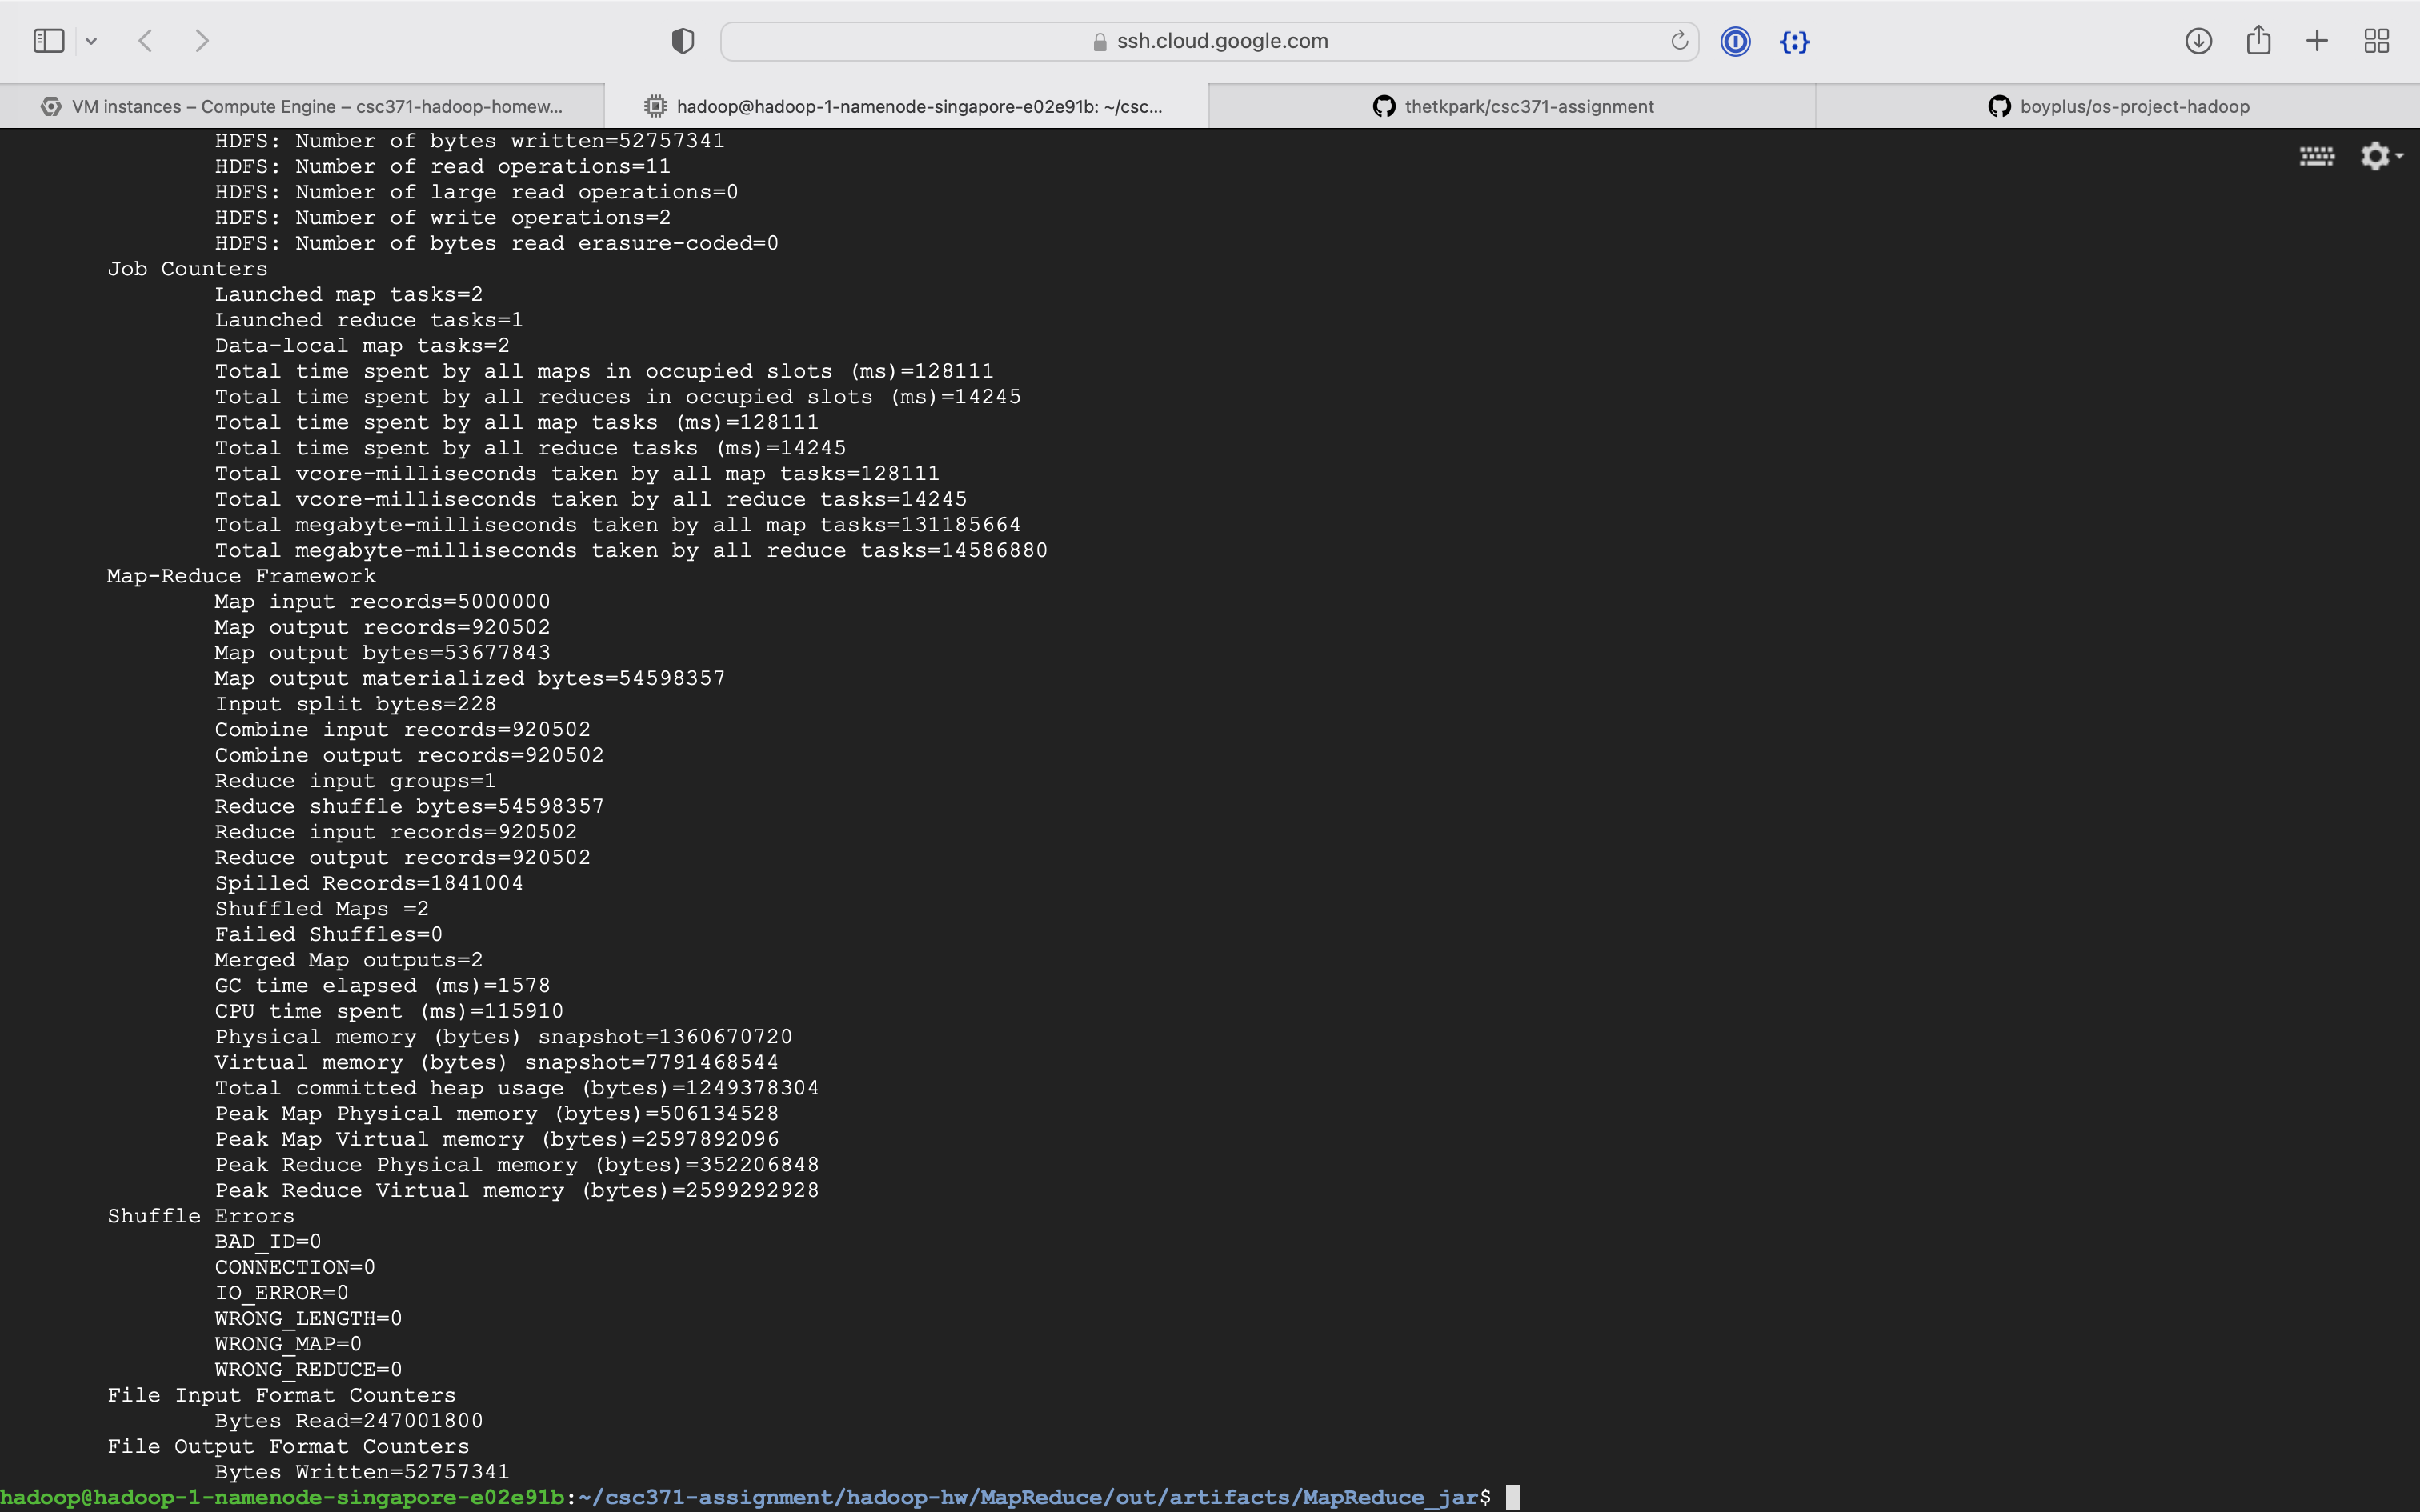 ssh.cloud.google.com
VM instances – Compute Engine – csc371-hadoop-homew...
hadoop@hadoop-1-namenode-singapore-e02e91b: ~/csc...
thetkpark/csc371-assignment
boyplus/os-project-hadoop
HDFS: Number of bytes written=52757341
HDFS: Number of read operations=11
HDFS: Number of large read operations=0
HDFS: Number of write operations=2
HDFS: Number of bytes read erasure-coded=0
Job Counters
Launched map tasks=2
Launched reduce tasks=1
Data-local map tasks=2
Total time spent by all maps in occupied slots (ms)=128111
Total time spent by all reduces in occupied slots (ms)=14245
Total time spent by all map tasks (ms)=128111
Total time spent by all reduce tasks (ms)=14245
Total vcore-milliseconds taken by all map tasks=128111
Total vcore-milliseconds taken by all reduce tasks=14245
Total megabyte-milliseconds taken by all map tasks=131185664
Total megabyte-milliseconds taken by all reduce tasks=14586880
Map-Reduce Framework
Map input records=5000000
Map output records=920502
Map output bytes=53677843
Map output materialized bytes=54598357
Input split bytes=228
Combine input records=920502
Combine output records=920502
Reduce input groups=1
Reduce shuffle bytes=54598357
Reduce input records=920502
Reduce output records=920502
Spilled Records=1841004
Shuffled Maps =2
Failed Shuffles=0
Merged Map outputs=2
GC time elapsed (ms)=1578
CPU time spent (ms)=115910
Physical memory (bytes) snapshot=1360670720
Virtual memory (bytes) snapshot=7791468544
Total committed heap usage (bytes)=1249378304
Peak Map Physical memory (bytes)=506134528
Peak Map Virtual memory (bytes)=2597892096
Peak Reduce Physical memory (bytes)=352206848
Peak Reduce Virtual memory (bytes)=2599292928
Shuffle Errors
BAD_ID=0
CONNECTION=0
IO_ERROR=0
WRONG_LENGTH=0
WRONG_MAP=0
WRONG_REDUCE=0
File Input Format Counters
Bytes Read=247001800
File Output Format Counters
Bytes Written=52757341
hadoop@hadoop-1-namenode-singapore-e02e91b:~/csc371-assignment/hadoop-hw/MapReduce/out/artifacts/MapReduce_jar$